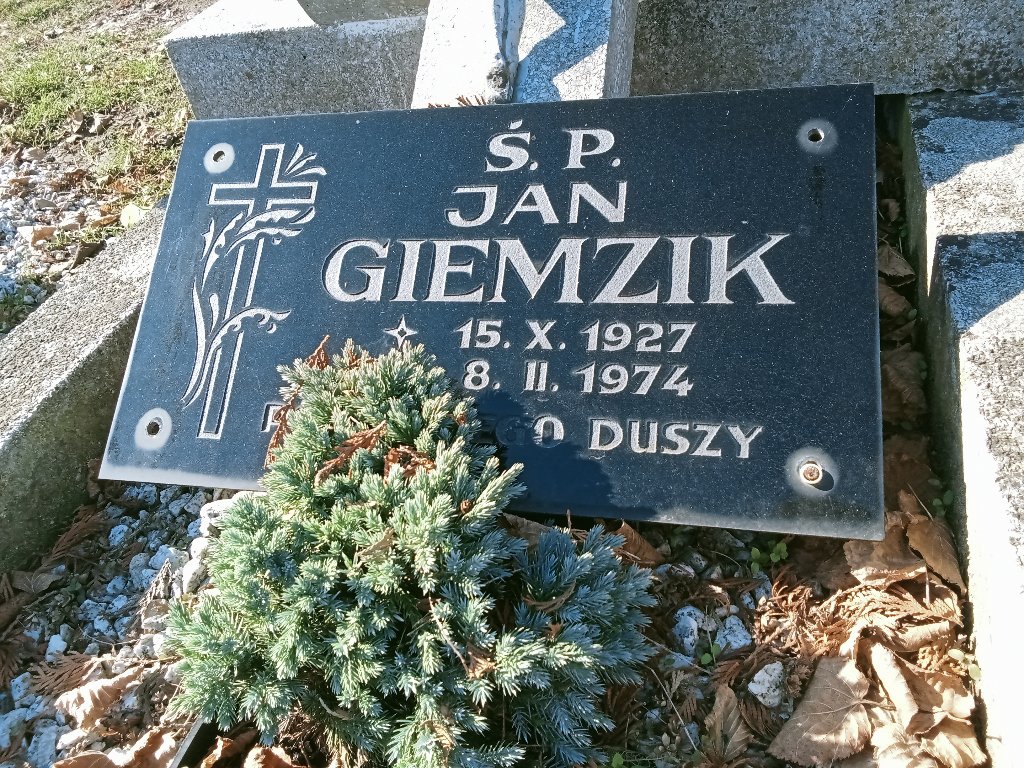 Ś. P.
JAN
GIEMZIK
15. X. 1927
8. II. 1974
DUSZY